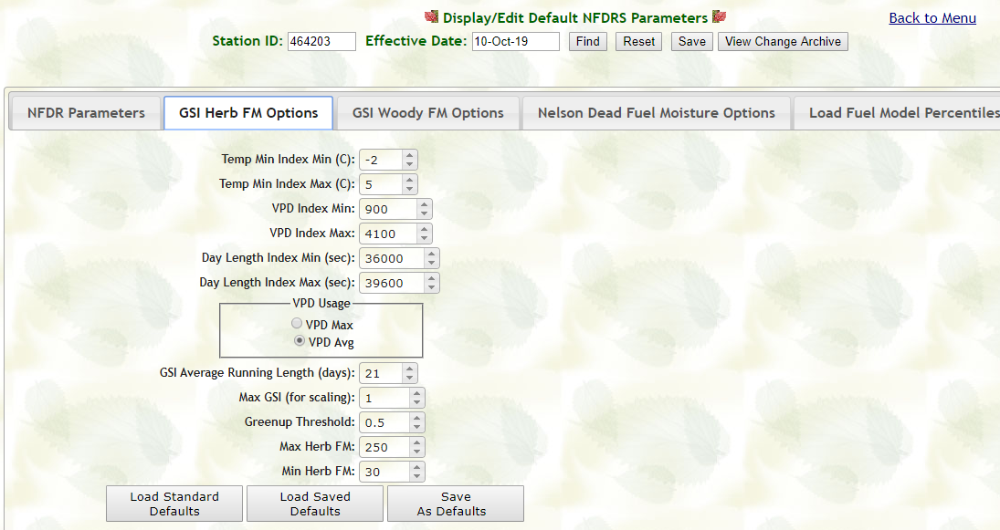 Display/Edit Default NFDRS Parameters
Back to Menu
Station ID: 464203 Effective Date: 10-Oct-19 Find Reset Save View Change Archive
NFDR Parameters GSI Herb FM Options GSI Woody FM Options Nelson Dead Fuel Moisture Options Load Fuel Model Percentiles
Temp Min Index Min (C): -2
Temp Min Index Max (C): 5
VPD Index Min: 900
VPD Index Max: 4100
Day Length Index Min (sec): 36000
Day Length Index Max (sec): 39600
VPD Usage
VPD Max
VPD Avg
GSI Average Running Length (days): 21
Max GSI (for scaling): 1
Greenup Threshold: 0.5
Max Herb FM: 250
Min Herb FM: 30
Load Standard Defaults
Load Saved Defaults
Save As Defaults